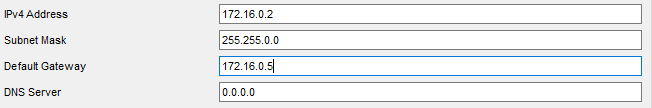 IPv4 Address 172.16.0.2
Subnet Mask 255.255.0.0
Default Gateway 172.16.0.5
DNS Server 0.0.0.0